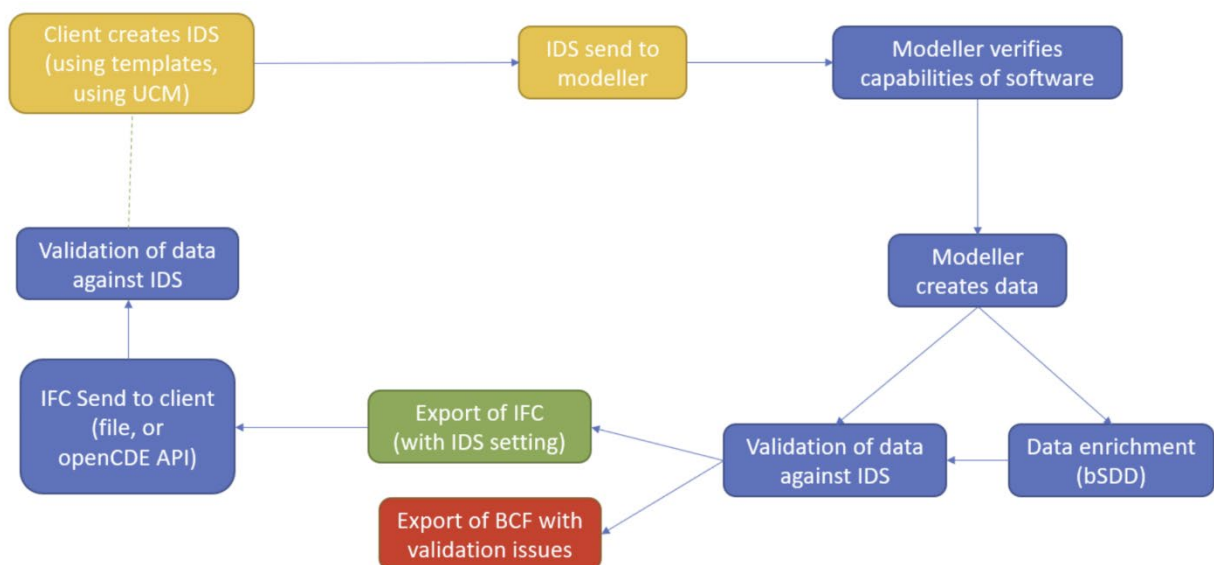 Client creates IDS
(using templates,
using UCM)
IDS send to
modeller
Modeller verifies
capabilities of software
Modeller
creates data
Data enrichment
(bSDD)
Validation of data
against IDS
Export of IFC
(with IDS setting)
Export of BCF with
validation issues
IFC Send to client
(file, or
openCDE API)
Validation of data
against IDS